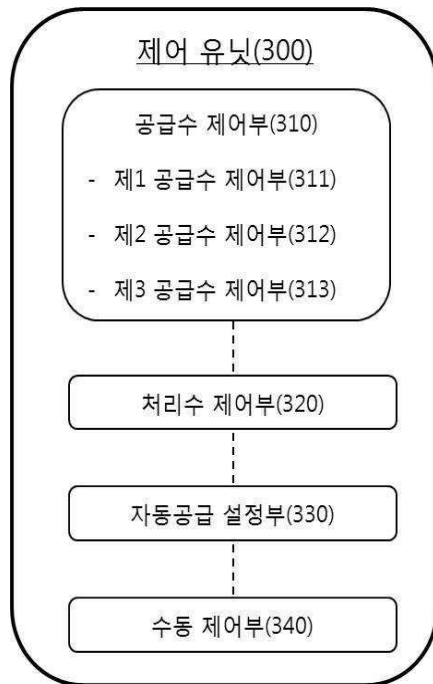 제어 유닛(300)
공급수 제어부(310)
- 제1 공급수 제어부(311)
- 제2 공급수 제어부(312)
- 제3 공급수 제어부(313)
처리수 제어부(320)
자동공급 설정부(330)
수동 제어부(340)